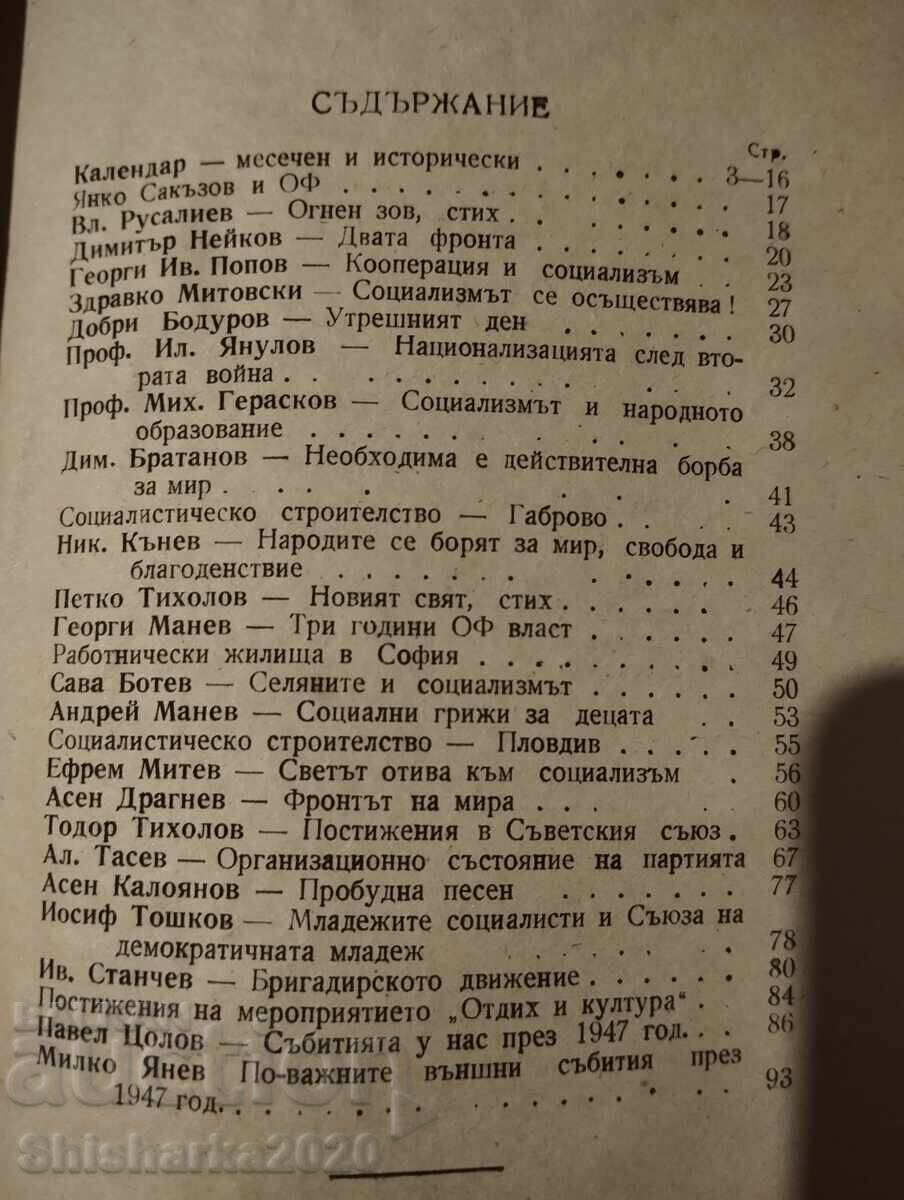 СЪДЪРЖАНИЕ
Стр.
Календар — месечен и исторически . . . . . . . 3—16
Янко Сакъзов и ОФ . . . . . . . . . . . . 17
Вл. Русалиев — Огнен зов, стих . . . . . . . 18
Димитър Нейков — Двата фронта . . . . . . . 20
Георги Ив. Попов — Кооперация и социализъм . . 23
Здравко Митовски — Социализмът се осъществява ! 27
Добри Бодуров — Утрешният ден . . . . . . . 30
Проф. Ил. Янулов — Национализацията след вто-
рата война . . . . . . . . . . . . 32
Проф. Мих. Герасков — Социализмът и народното
образование . . . . . . . . . . . . 38
Дим. Братанов — Необходима е действителна борба
за мир . . . . . . . . 41
Социалистическо строителство — Габрово . . . . 43
Ник. Кънев — Народите се борят за мир, свобода и
благоденствие . . . . . . . . . . . . 44
Петко Тихолов — Новият свят, стих . . . . . . 46
Георги Манев — Три години ОФ власт . . . . . . 47
Работнически жилища в София . . . . . . . . . 49
Сава Ботев — Селяните и социализмът . . . . . . 50
Андрей Манев — Социални грижи за децата . . 53
Социалистическо строителство — Пловдив . . . . . 55
Ефрем Митев — Светът отива към социализъм . 56
Асен Драгнев — Фронтът на мира . . . . . 60
Тодор Тихолов — Постижения в Съветския съюз . 63
Ал. Тасев — Организационно състояние на партията 67
Асен Калоянов — Пробудна песен . . . . . . . 77
Иосиф Тошков — Младежите социалисти и Съюза на
демократичната младеж . . . . . . . 78
Ив. Станчев — Бригадирското движение . . . . . . 80
Постижения на мероприятието „Отдих и култура“ . 84
Павел Цолов — Събитията у нас през 1947 год. . . 86
Милко Янев По-важните външни събития през
1947 год. . . . . . . . . . . . . . . . 93
Shisharka2020